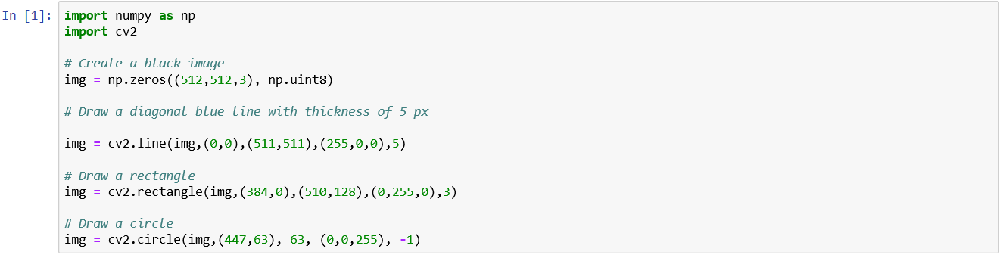 In [1]: import numpy as np
import cv2
# Create a black image
img = np.zeros((512,512,3), np.uint8)
# Draw a diagonal blue line with thickness of 5 px
img = cv2.line(img,(0,0),(511,511),(255,0,0),5)
# Draw a rectangle
img = cv2.rectangle(img,(384,0),(510,128),(0,255,0),3)
# Draw a circle
img = cv2.circle(img,(447,63), 63, (0,0,255), -1)